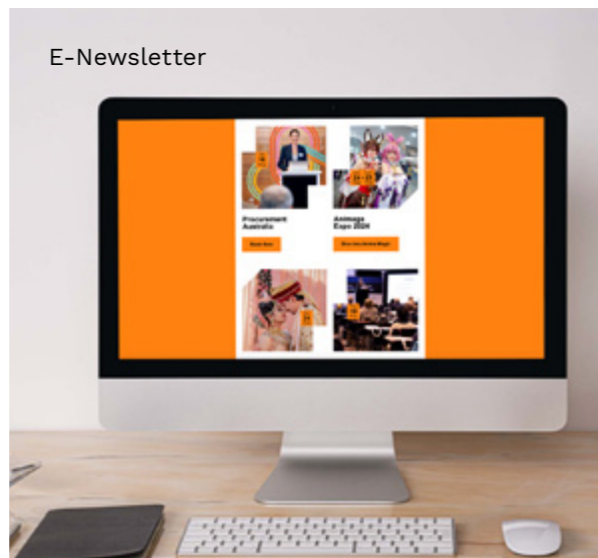 E-Newsletter
Procurement
Australia
Book Now
Animaga
Expo 2024